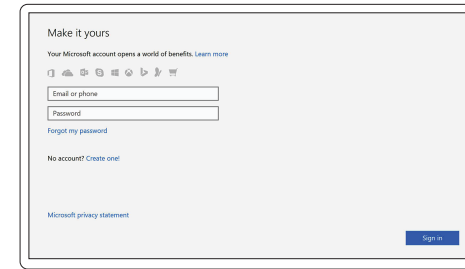 Make it yours
Your Microsoft account opens a world of benefits. Learn more
Email or phone
Password
Forgot my password
No account? Create one!
Microsoft privacy statement
Sign in